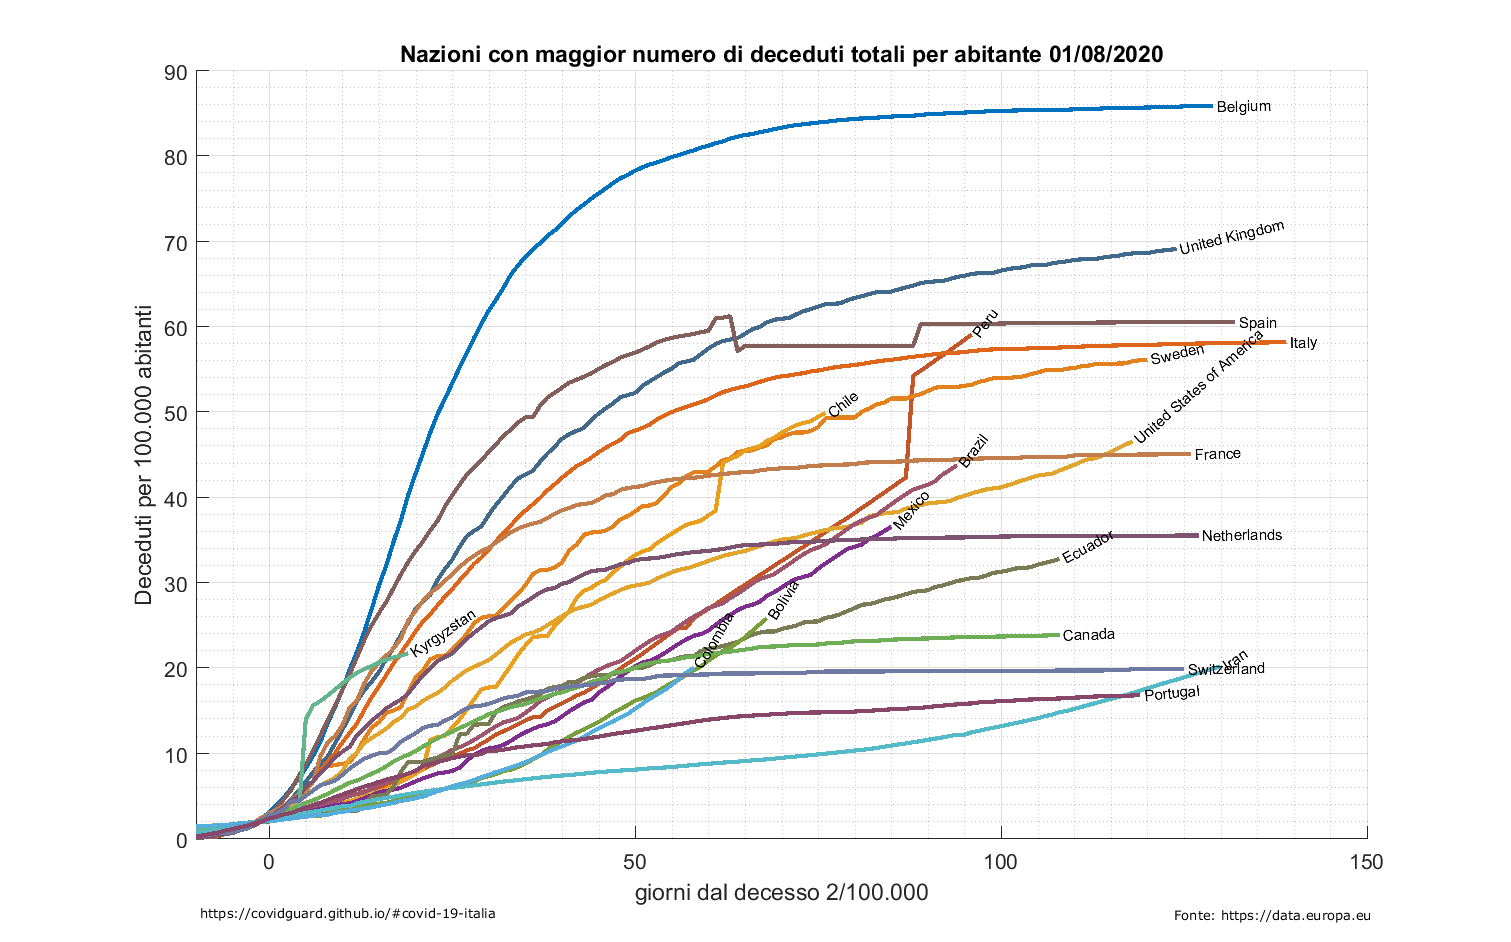 Nazioni con maggior numero di deceduti totali per abitante 01/08/2020
90
80
70
60
50
40
30
20
10
0
Deceduti per 100.000 abitanti
Belgium
United Kingdom
Peru
Spain
Italy
Sweden
United States of America
Chile
Brazil
France
Mexico
Netherlands
Ecuador
Bolivia
Colombia
Kyrgyzstan
Canada
Iran
Switzerland
Portugal
0
50
100
150
giorni dal decesso 2/100.000
https://covidguard.github.io/#covid-19-italia
Fonte: https://data.europa.eu